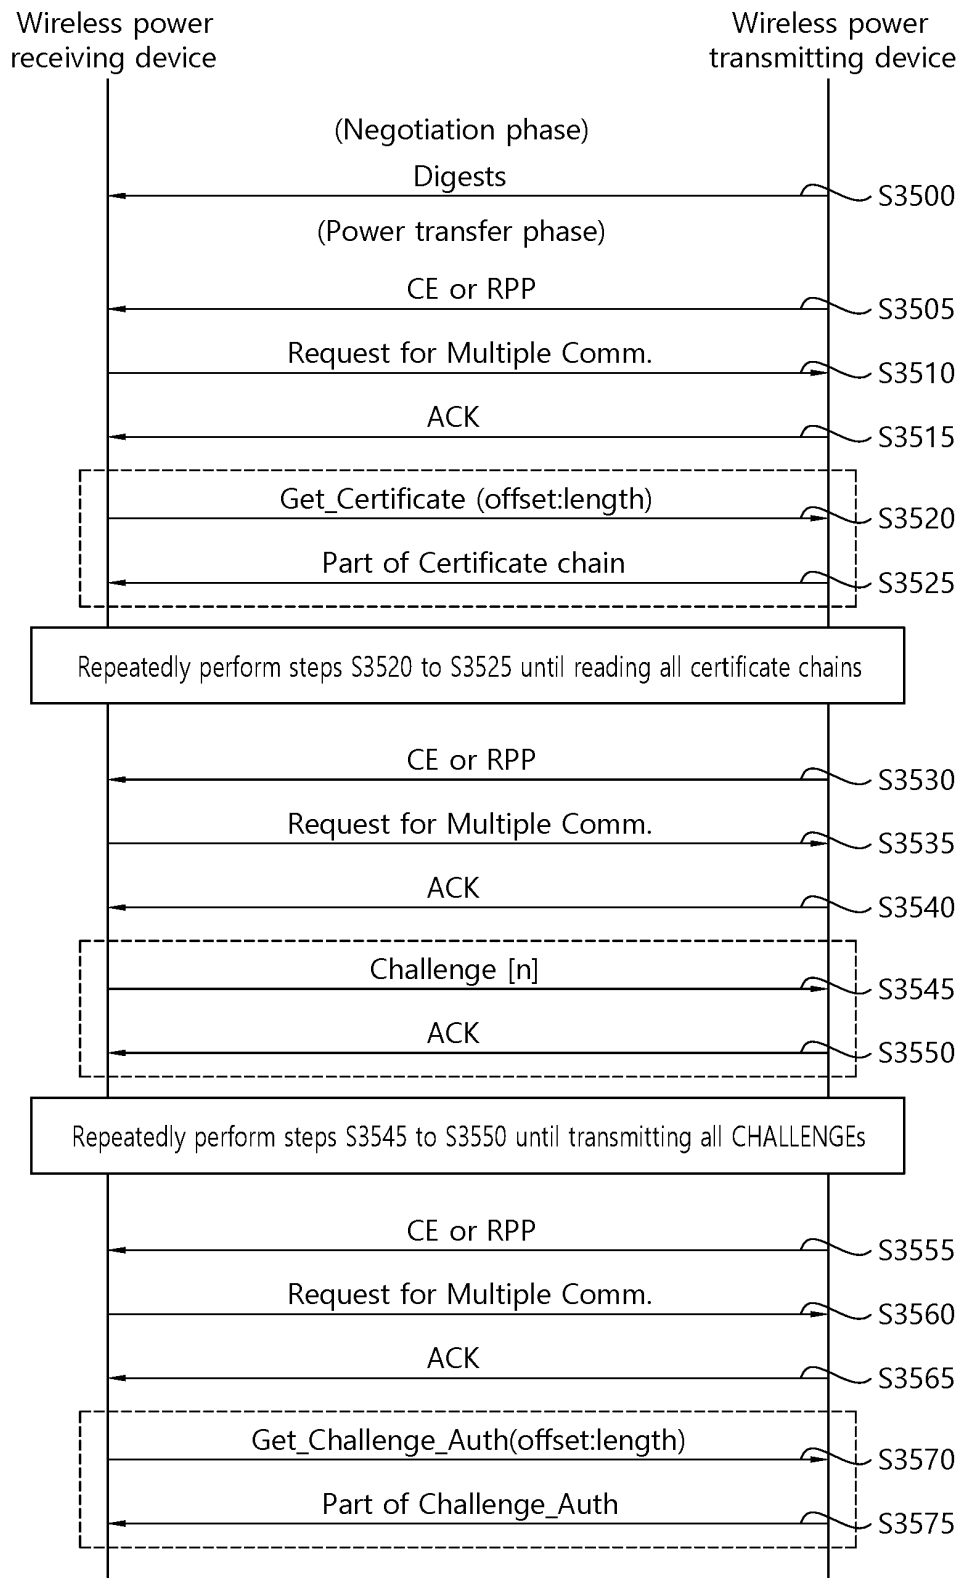 Wireless power
receiving device
Wireless power
transmitting device
(Negotiation phase)
Digests
S3500
(Power transfer phase)
CE or RPP
S3505
Request for Multiple Comm.
S3510
ACK
S3515
Get_Certificate (offset:length)
S3520
Part of Certificate chain
S3525
Repeatedly perform steps S3520 to S3525 until reading all certificate chains
CE or RPP
S3530
Request for Multiple Comm.
S3535
ACK
S3540
Challenge [n]
S3545
ACK
S3550
Repeatedly perform steps S3545 to S3550 until transmitting all CHALLENGEs
CE or RPP
S3555
Request for Multiple Comm.
S3560
ACK
S3565
Get_Challenge_Auth(offset:length)
S3570
Part of Challenge_Auth
S3575